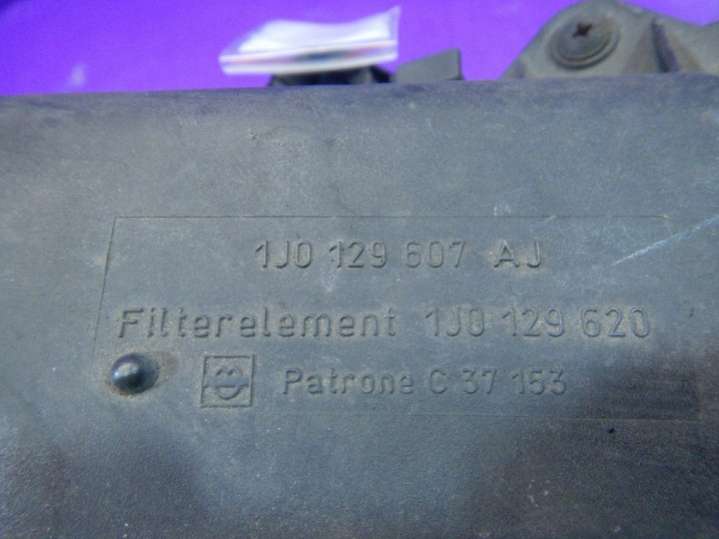 1J0 129 607 AJ
Filterelement 1J0 129 620
Patrone C 37 153